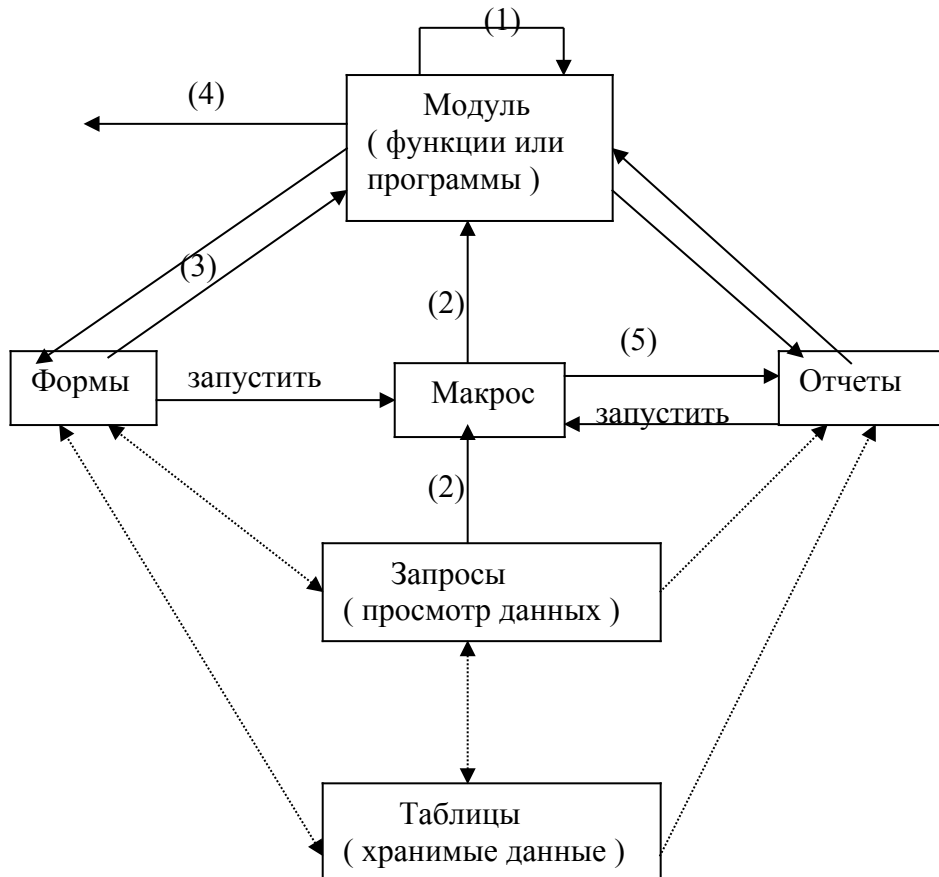 (1)
(4)
Модуль
( функции или
программы )
(3)
(2)
(5)
Формы
запустить
Макрос
Отчеты
запустить
(2)
Запросы
( просмотр данных )
Таблицы
( хранимые данные )